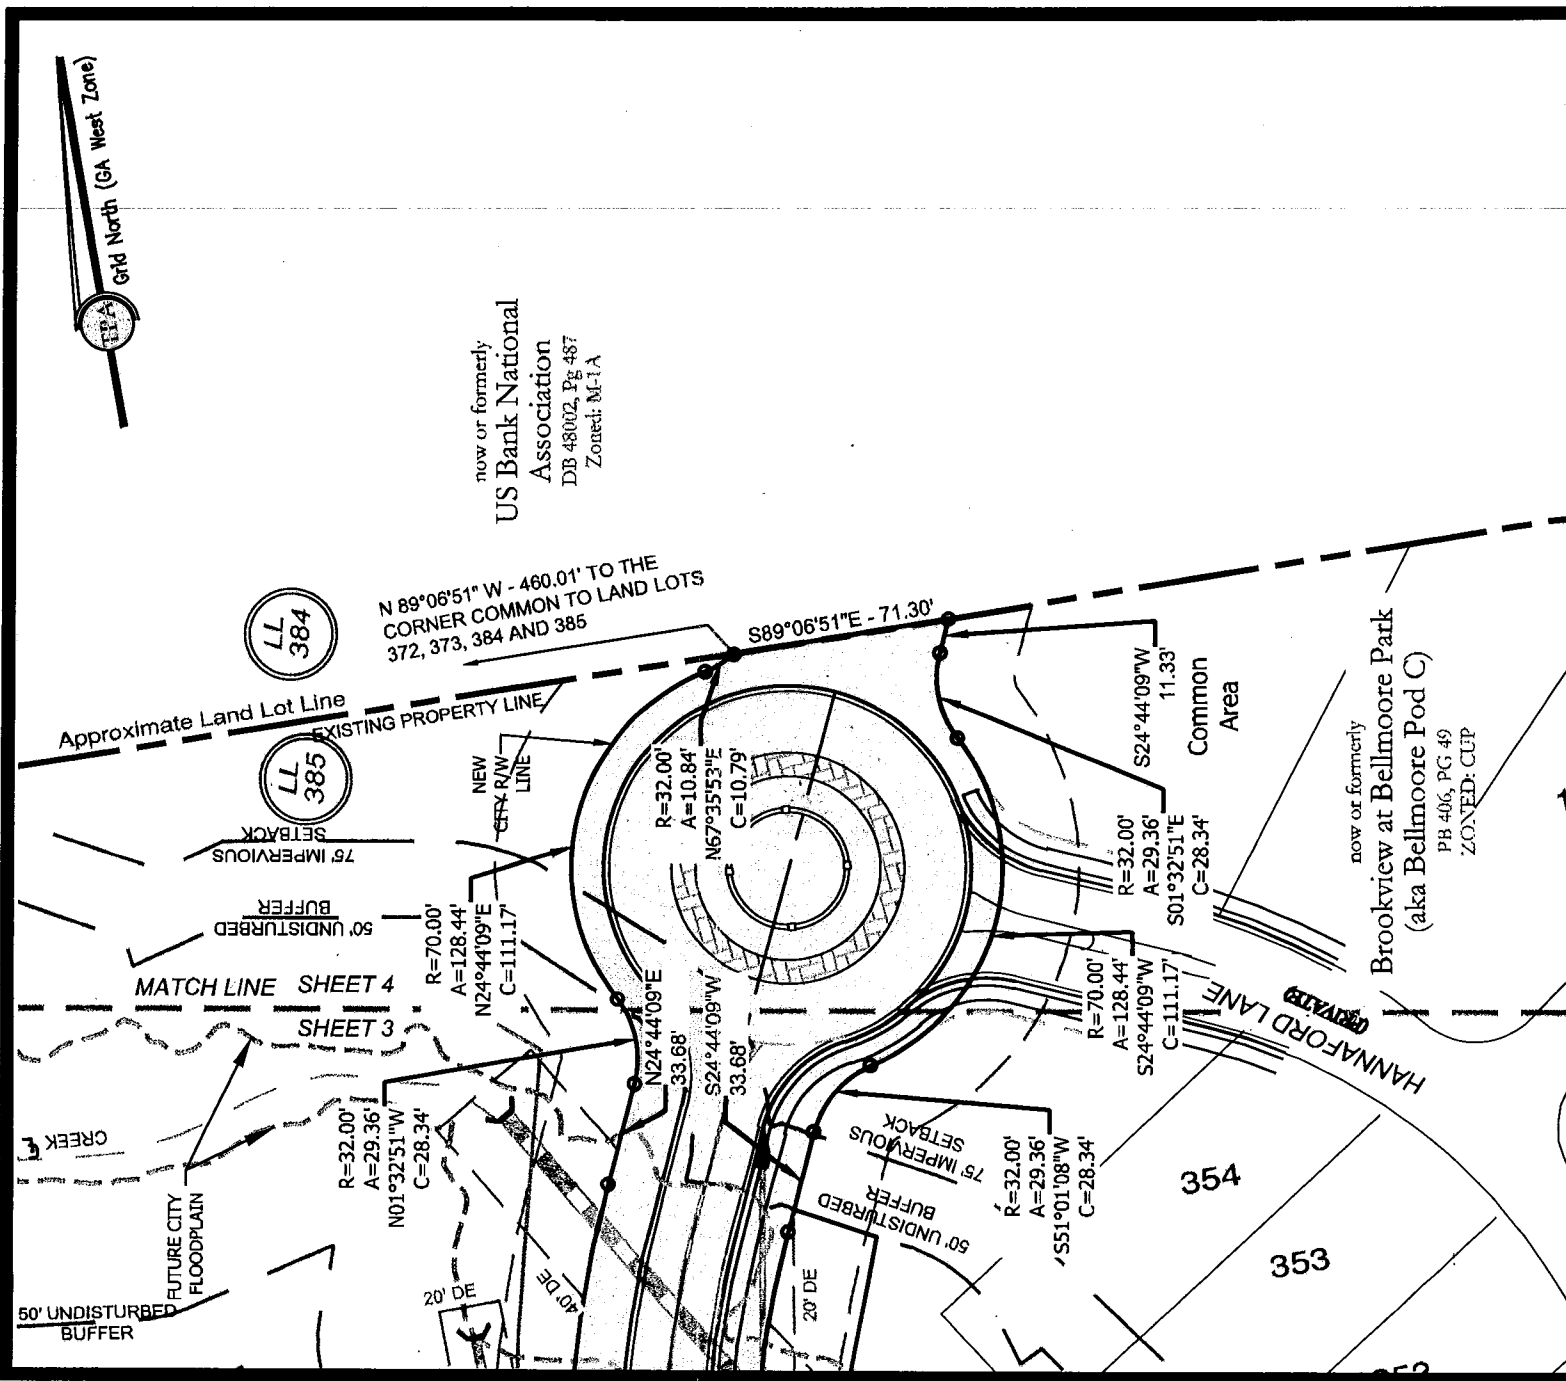 Grid North (GA West Zone)
now or formerly
US Bank National
Association
DB 48002, Pg 487
Zoned: M-1A
LL
384
N 89°06'51" W - 460.01' TO THE
CORNER COMMON TO LAND LOTS
372, 373, 384 AND 385
S89°06'51"E - 71.30'
Approximate Land Lot Line
EXISTING PROPERTY LINE
LL
385
NEW
CITY R/W
LINE
75' IMPERVIOUS
SETBACK
50' UNDISTURBED
BUFFER
R=32.00'
A=10.84'
N67°35'53"E
C=10.79'
S24°44'09"W
11.33'
Common
Area
now or formerly
Brookview at Bellmoore Park
(aka Bellmoore Pod C)
PB 406, PG 49
ZONED: CUP
R=32.00'
A=29.36'
S01°32'51"E
C=28.34'
R=70.00'
A=128.44'
N24°44'09"E
C=111.17'
MATCH LINE SHEET 4
SHEET 3
R=70.00'
A=128.44'
S24°44'09"W
C=111.17'
HANNAFORD LANE
(PRIVATE)
N24°44'09"E
33.68'
S24°44'09"W
33.68'
CREEK
R=32.00'
A=29.36'
N01°32'51"W
C=28.34'
75' IMPERVIOUS
SETBACK
50' UNDISTURBED
BUFFER
R=32.00'
A=29.36'
S51°01'08"W
C=28.34'
FUTURE CITY
FLOODPLAIN
354
353
50' UNDISTURBED
BUFFER
20' DE
40' DE
20' DE